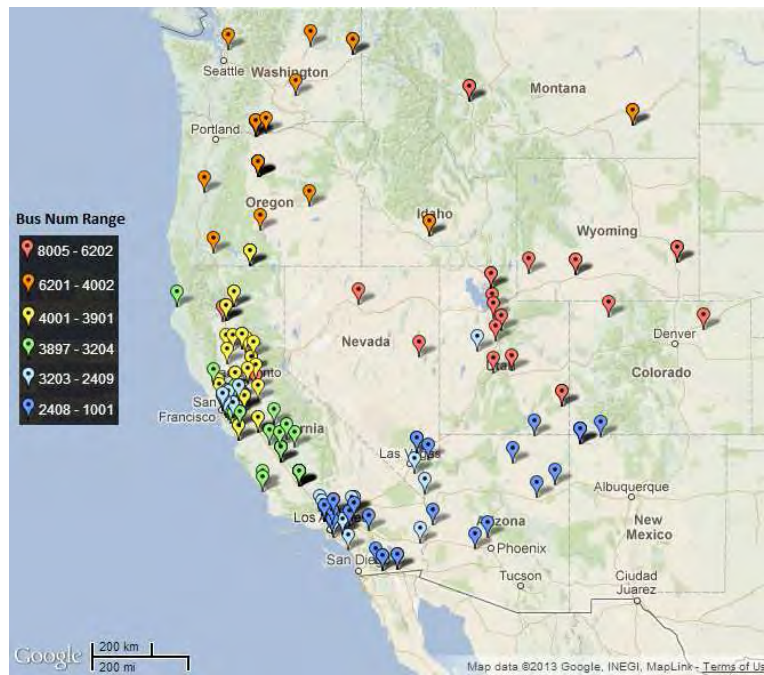 Seattle
Washington
Montana
Portland
Oregon
Idaho
Wyoming
Bus Num Range
8005 - 6202
6201 - 4002
4001 - 3901
3897 - 3204
3203 - 2409
2408 - 1001
Nevada
Utah
Denver
Colorado
San
Francisco
Las Vegas
Albuquerque
Los A
New
Mexico
Phoenix
San Die
Tucson
Ciudad
Juarez
Google
200 km
200 mi
Map data ©2013 Google, INEGI, MapLink - Terms of Us